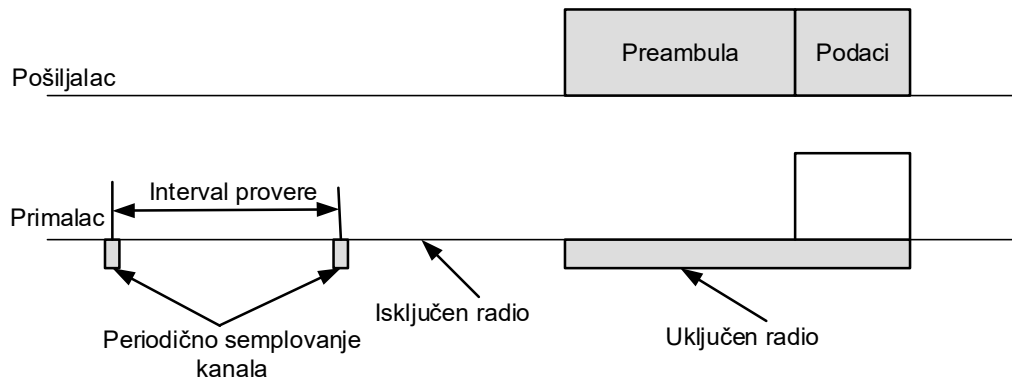 Preambula
Podaci
Pošiljalac
Interval provere
Primalac
Isključen radio
Periodično semplovanje
kanala
Uključen radio